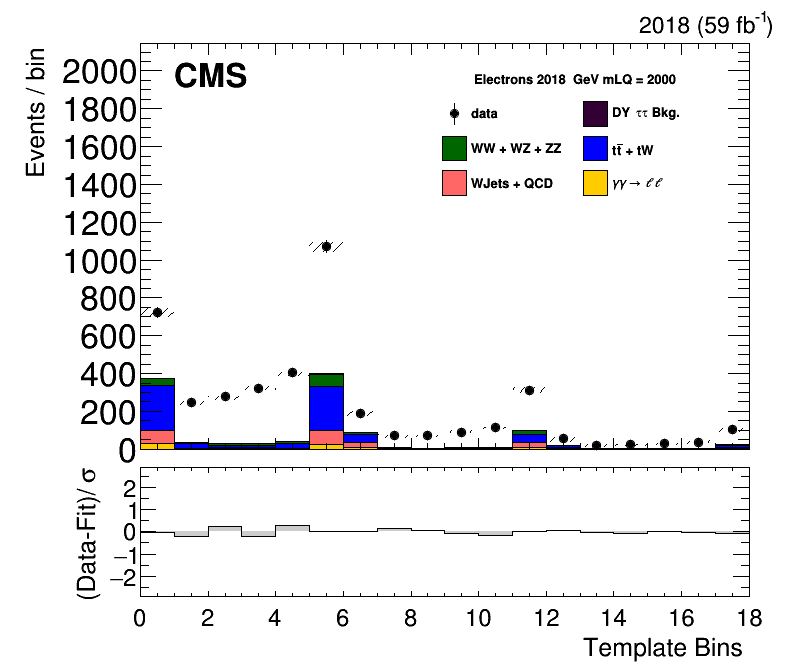 2018 (59 fb⁻¹)
Events / bin
CMS
Electrons 2018 GeV mLQ = 2000
data
DY ττ Bkg.
WW + WZ + ZZ
tt̅ + tW
WJets + QCD
γγ → ℓℓ
2000
1800
1600
1400
1200
1000
800
600
400
200
0
(Data-Fit)/ σ
2
1
0
−1
−2
0 2 4 6 8 10 12 14 16 18
Template Bins